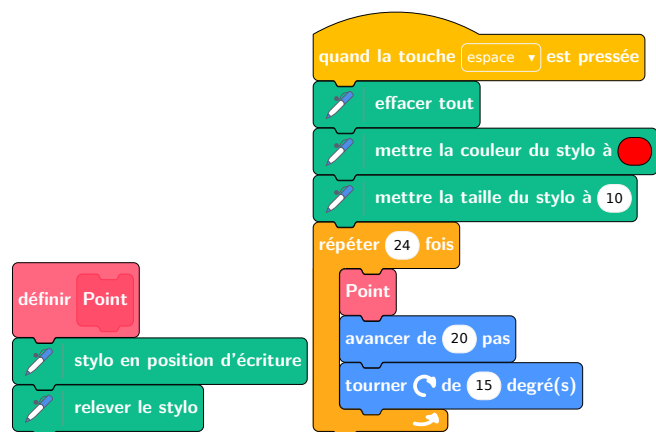 définir Point
stylo en position d'écriture
relever le stylo
quand la touche espace ▾ est pressée
effacer tout
mettre la couleur du stylo à
mettre la taille du stylo à 10
répéter 24 fois
Point
avancer de 20 pas
tourner de 15 degré(s)